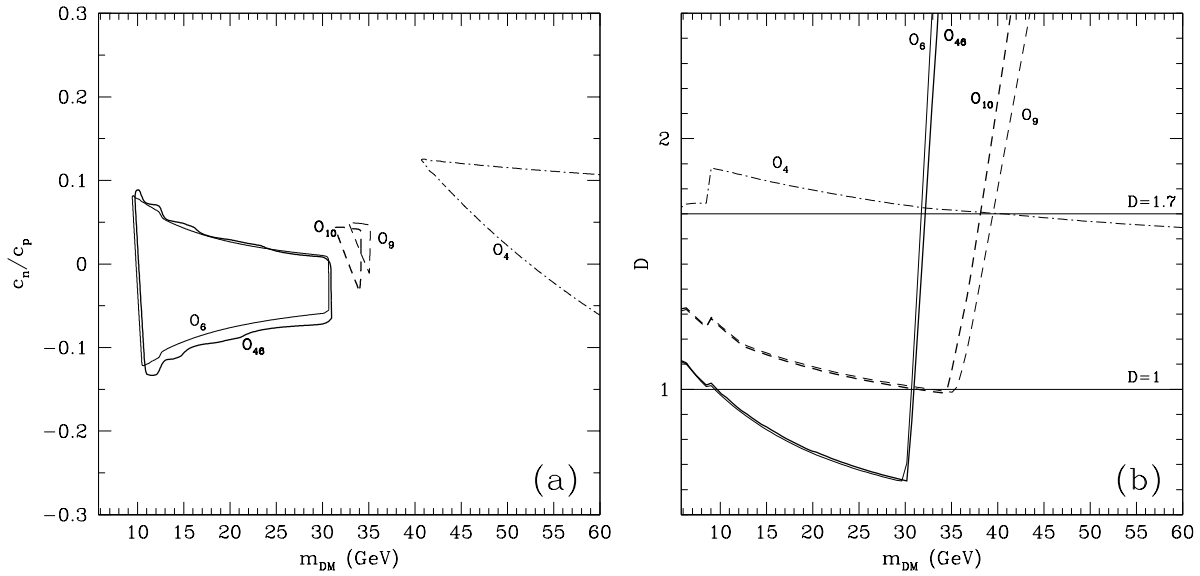 0.3
0.2
0.1
0
−0.1
−0.2
−0.3
c_n/c_p
10 15 20 25 30 35 40 45 50 55 60
m_DM (GeV)
O_6
O_46
O_10
O_9
O_4
(a)
2
1
D
10 15 20 25 30 35 40 45 50 55 60
m_DM (GeV)
O_6
O_46
O_10
O_9
O_4
D=1.7
D=1
(b)